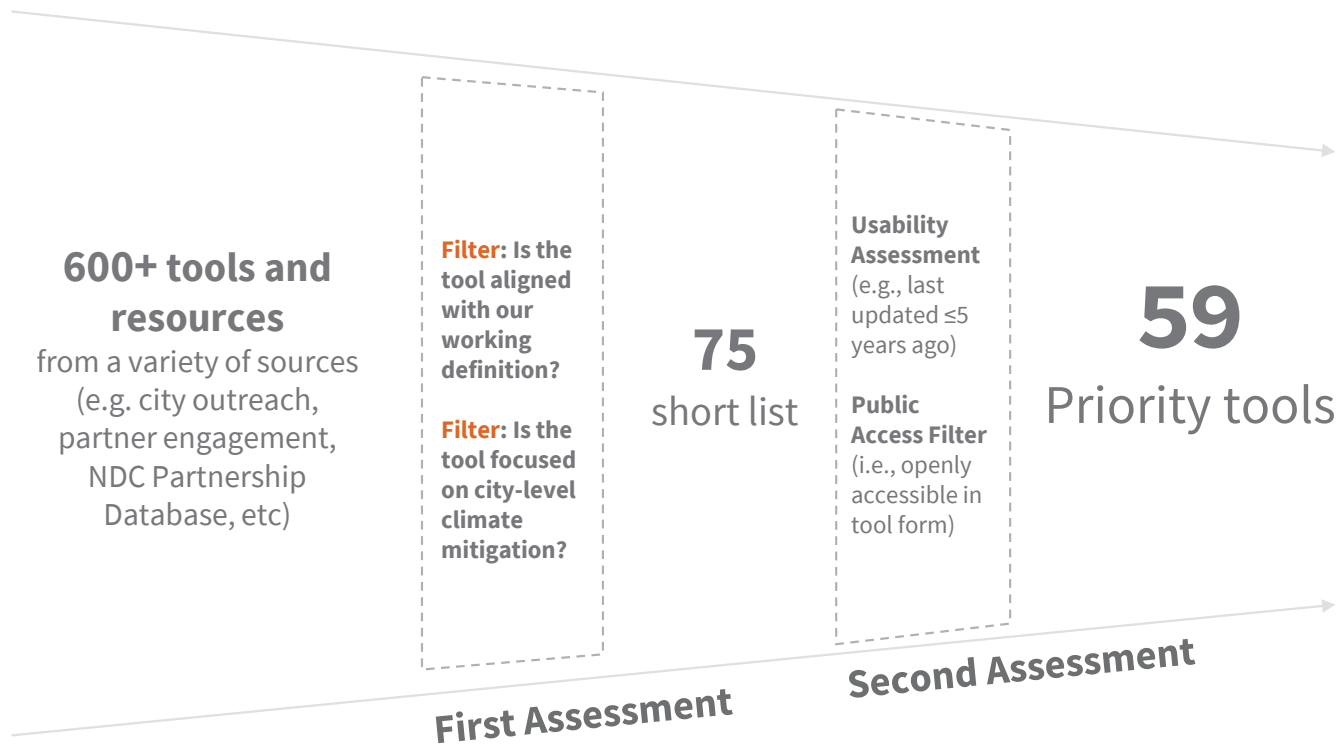 600+ tools and
resources
from a variety of sources
(e.g. city outreach,
partner engagement,
NDC Partnership
Database, etc)
Filter: Is the
tool aligned
with our
working
definition?
Filter: Is the
tool focused
on city-level
climate
mitigation?
First Assessment
75
short list
Usability
Assessment
(e.g., last
updated ≤5
years ago)
Public
Access Filter
(i.e., openly
accessible in
tool form)
Second Assessment
59
Priority tools